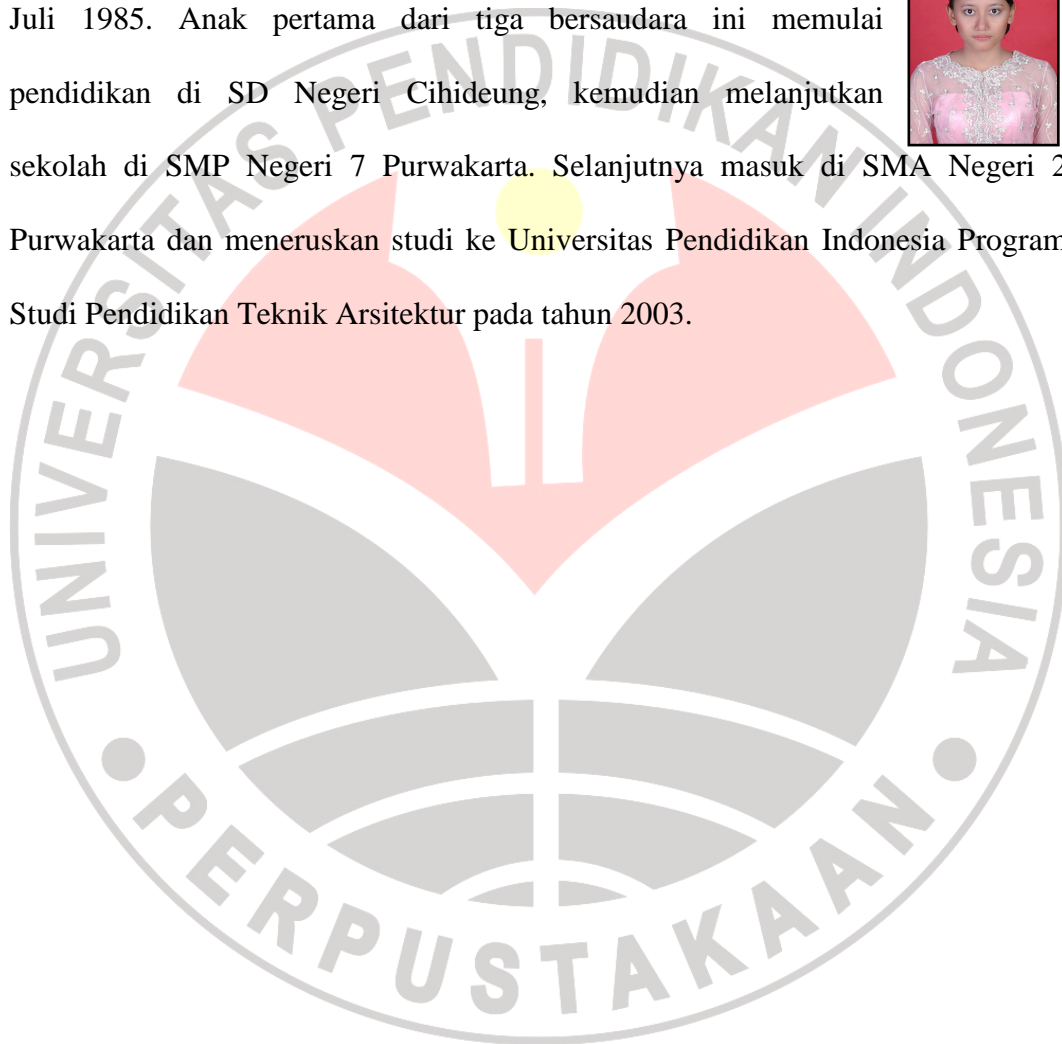 Juli 1985. Anak pertama dari tiga bersaudara ini memulai
pendidikan di SD Negeri Cihideung, kemudian melanjutkan
sekolah di SMP Negeri 7 Purwakarta. Selanjutnya masuk di SMA Negeri 2
Purwakarta dan meneruskan studi ke Universitas Pendidikan Indonesia Program
Studi Pendidikan Teknik Arsitektur pada tahun 2003.
UNIVERSITAS PENDIDIKAN INDONESIA
PERPUSTAKAAN